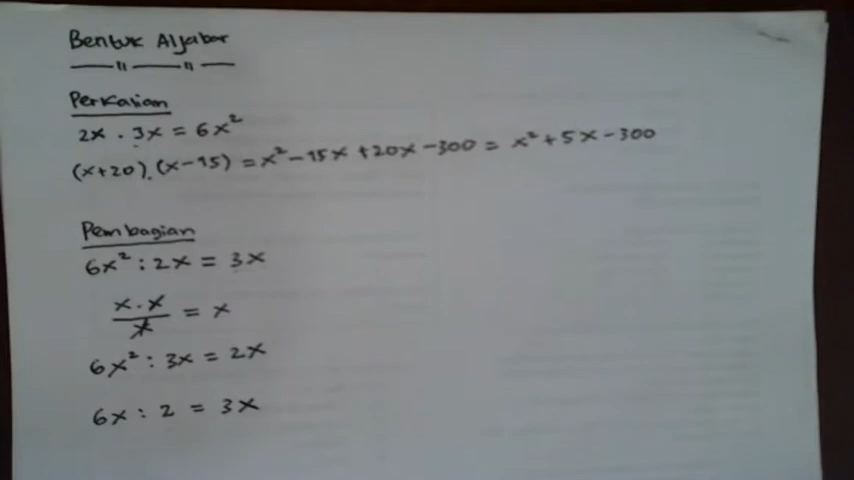 Bentuk Aljabar
Perkalian
2x . 3x = 6x²
(x+20).(x-15) = x² - 15x + 20x - 300 = x² + 5x - 300
Pembagian
6x² : 2x = 3x
x . x / x = x
6x² : 3x = 2x
6x : 2 = 3x